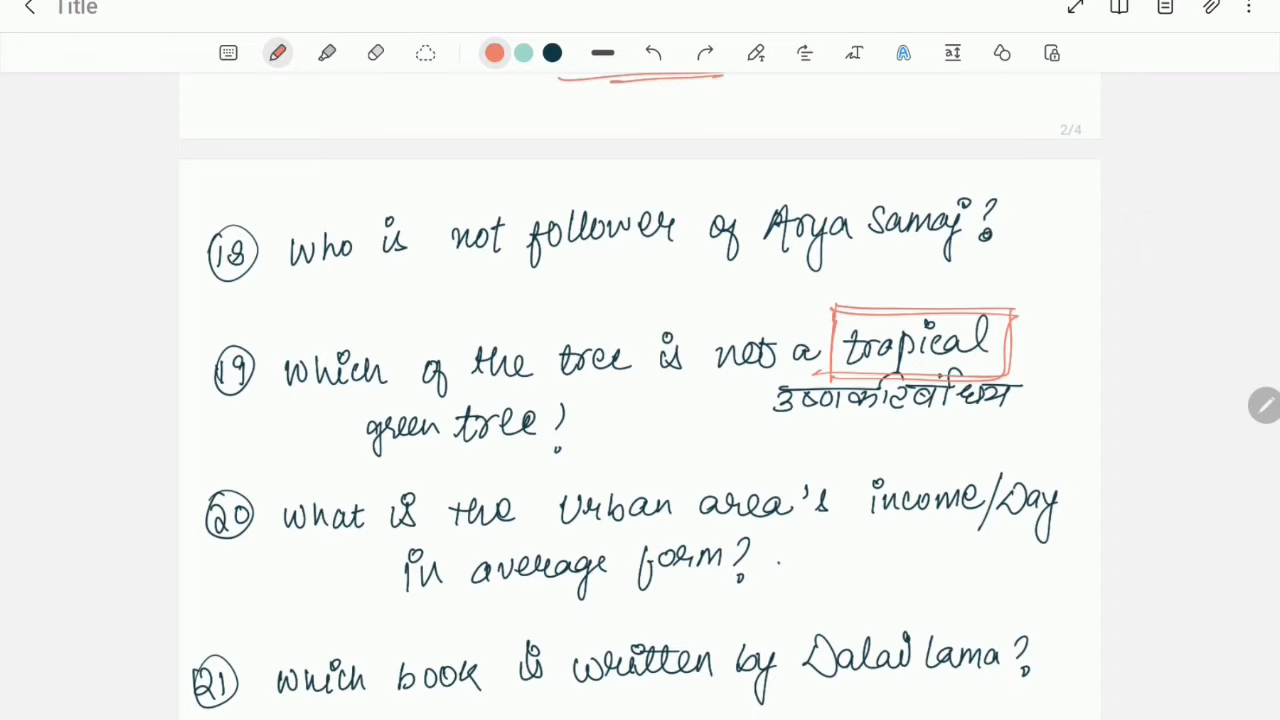 Title
2/4
18 Who is not follower of Arya Samaj?
19 which of the tree is not a tropical
उष्णकटिबंधीय
green tree?
20 what is the Urban area's income/Day
in average form?
21 which book is written by Dalai Lama?